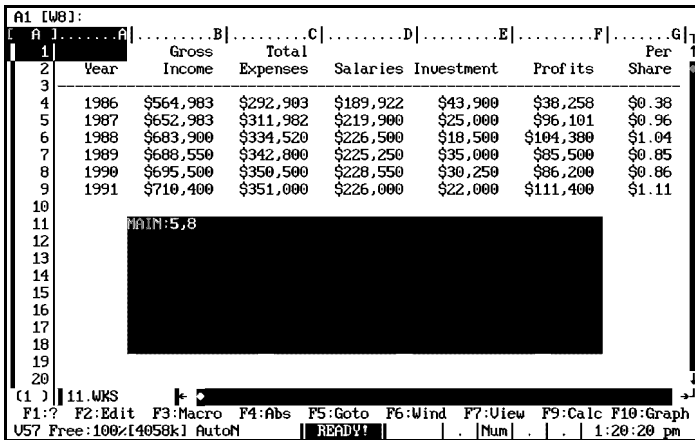 A1 [W8]:
[ A ].......A|.........B|.........C|.........D|.........E|.........F|.......G|
1 Gross Total Per
2 Year Income Expenses Salaries Investment Profits Share
3 --------------------------------------------------------------------------
4 1986 $564,983 $292,903 $189,922 $43,900 $38,258 $0.38
5 1987 $652,983 $311,982 $219,900 $25,000 $96,101 $0.96
6 1988 $683,900 $334,520 $226,500 $18,500 $104,380 $1.04
7 1989 $688,550 $342,800 $225,250 $35,000 $85,500 $0.85
8 1990 $695,500 $350,500 $228,550 $30,250 $86,200 $0.86
9 1991 $710,400 $351,000 $226,000 $22,000 $111,400 $1.11
10
11 MAIN:5,8
12
13
14
15
16
17
18
19
20
(1 ) 11.WKS
F1:? F2:Edit F3:Macro F4:Abs F5:Goto F6:Wind F7:View F9:Calc F10:Graph
V57 Free:100%[4058k] AutoN READY! | . |Num| . | . | 1:20:20 pm